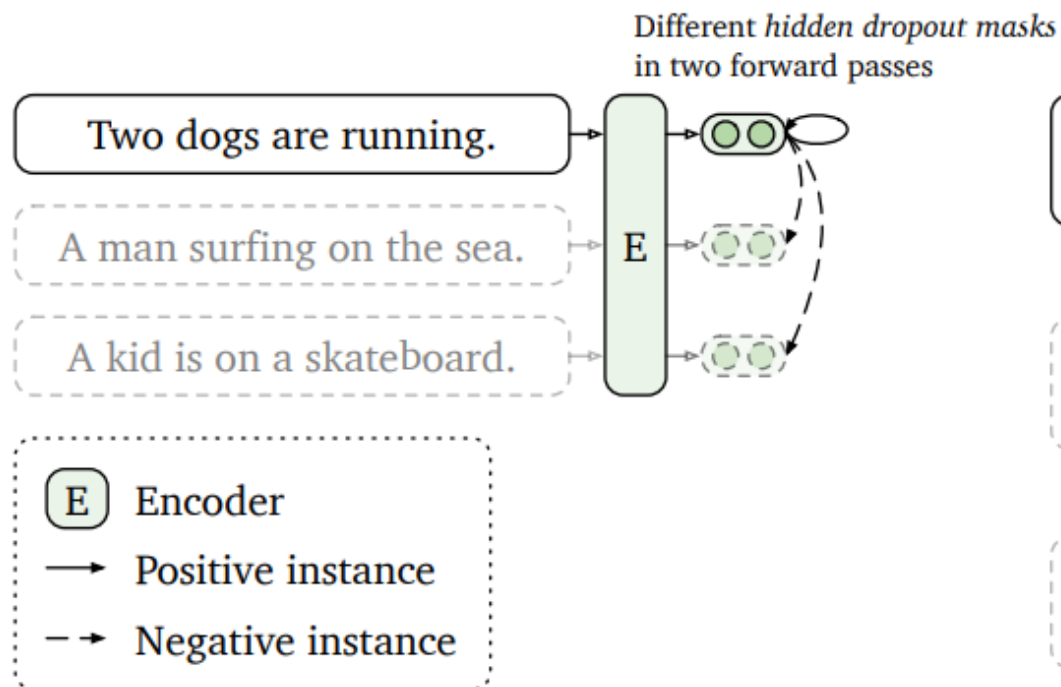 Different hidden dropout masks
in two forward passes
Two dogs are running.
A man surfing on the sea.
E
A kid is on a skateboard.
E Encoder
Positive instance
Negative instance